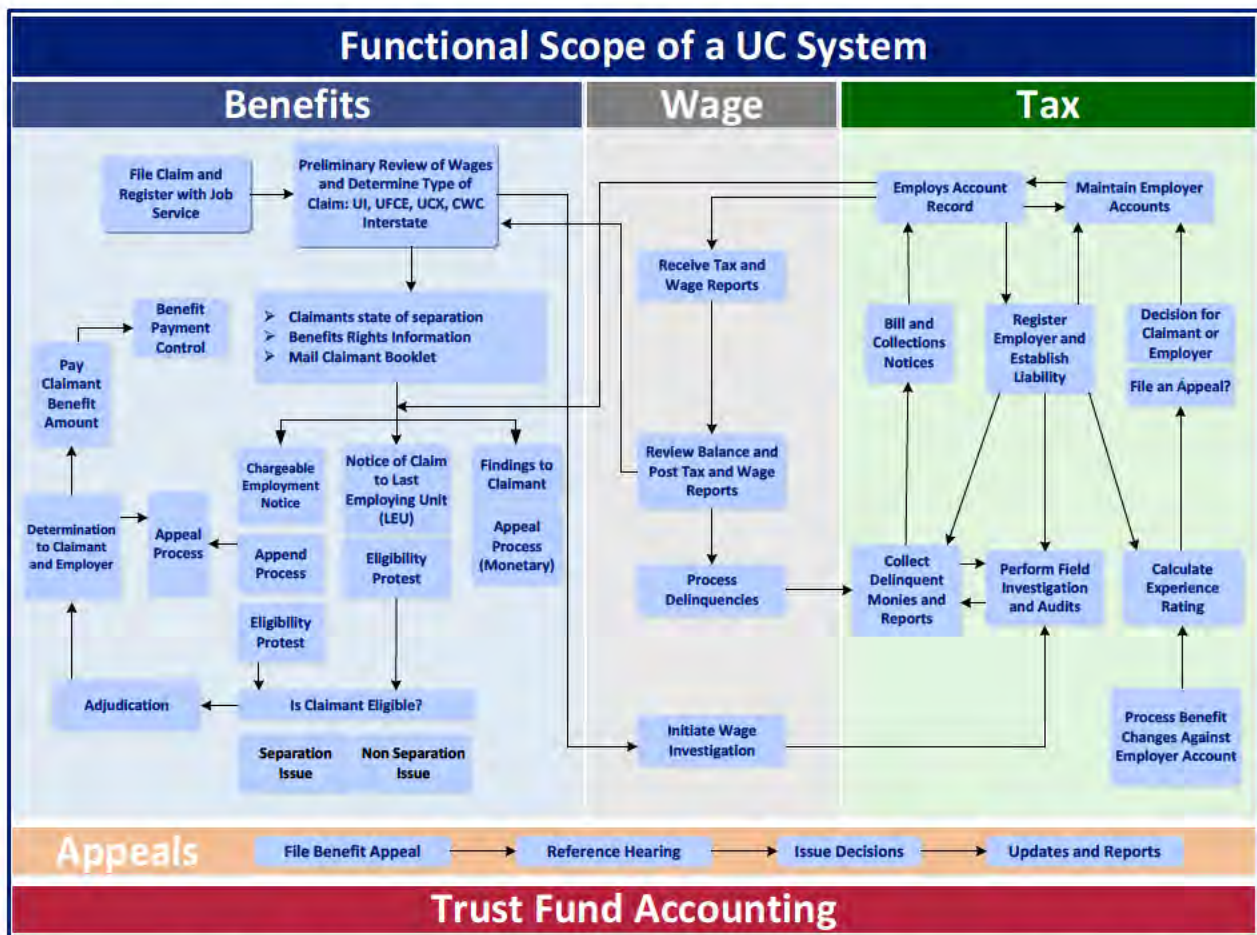 Functional Scope of a UC System
Benefits
Wage
Tax
File Claim and
Register with Job
Service
Preliminary Review of Wages
and Determine Type of
Claim: UI, UFCE, UCX, CWC
Interstate
Employs Account
Record
Maintain Employer
Accounts
Receive Tax and
Wage Reports
➢ Claimants state of separation
➢ Benefits Rights Information
➢ Mail Claimant Booklet
Benefit
Payment
Control
Pay
Claimant
Benefit
Amount
Bill and
Collections
Notices
Register
Employer and
Establish
Liability
Decision for
Claimant or
Employer
File an Appeal?
Chargeable
Employment
Notice
Notice of Claim
to Last
Employing Unit
(LEU)
Findings to
Claimant
Appeal
Process
(Monetary)
Review Balance and
Post Tax and Wage
Reports
Determination
to Claimant
and Employer
Appeal
Process
Append
Process
Eligibility
Protest
Eligibility
Protest
Process
Delinquencies
Collect
Delinquent
Monies and
Reports
Perform Field
Investigation
and Audits
Calculate
Experience
Rating
Adjudication
Is Claimant Eligible?
Separation
Issue
Non Separation
Issue
Initiate Wage
Investigation
Process Benefit
Changes Against
Employer Account
Appeals
File Benefit Appeal
Reference Hearing
Issue Decisions
Updates and Reports
Trust Fund Accounting